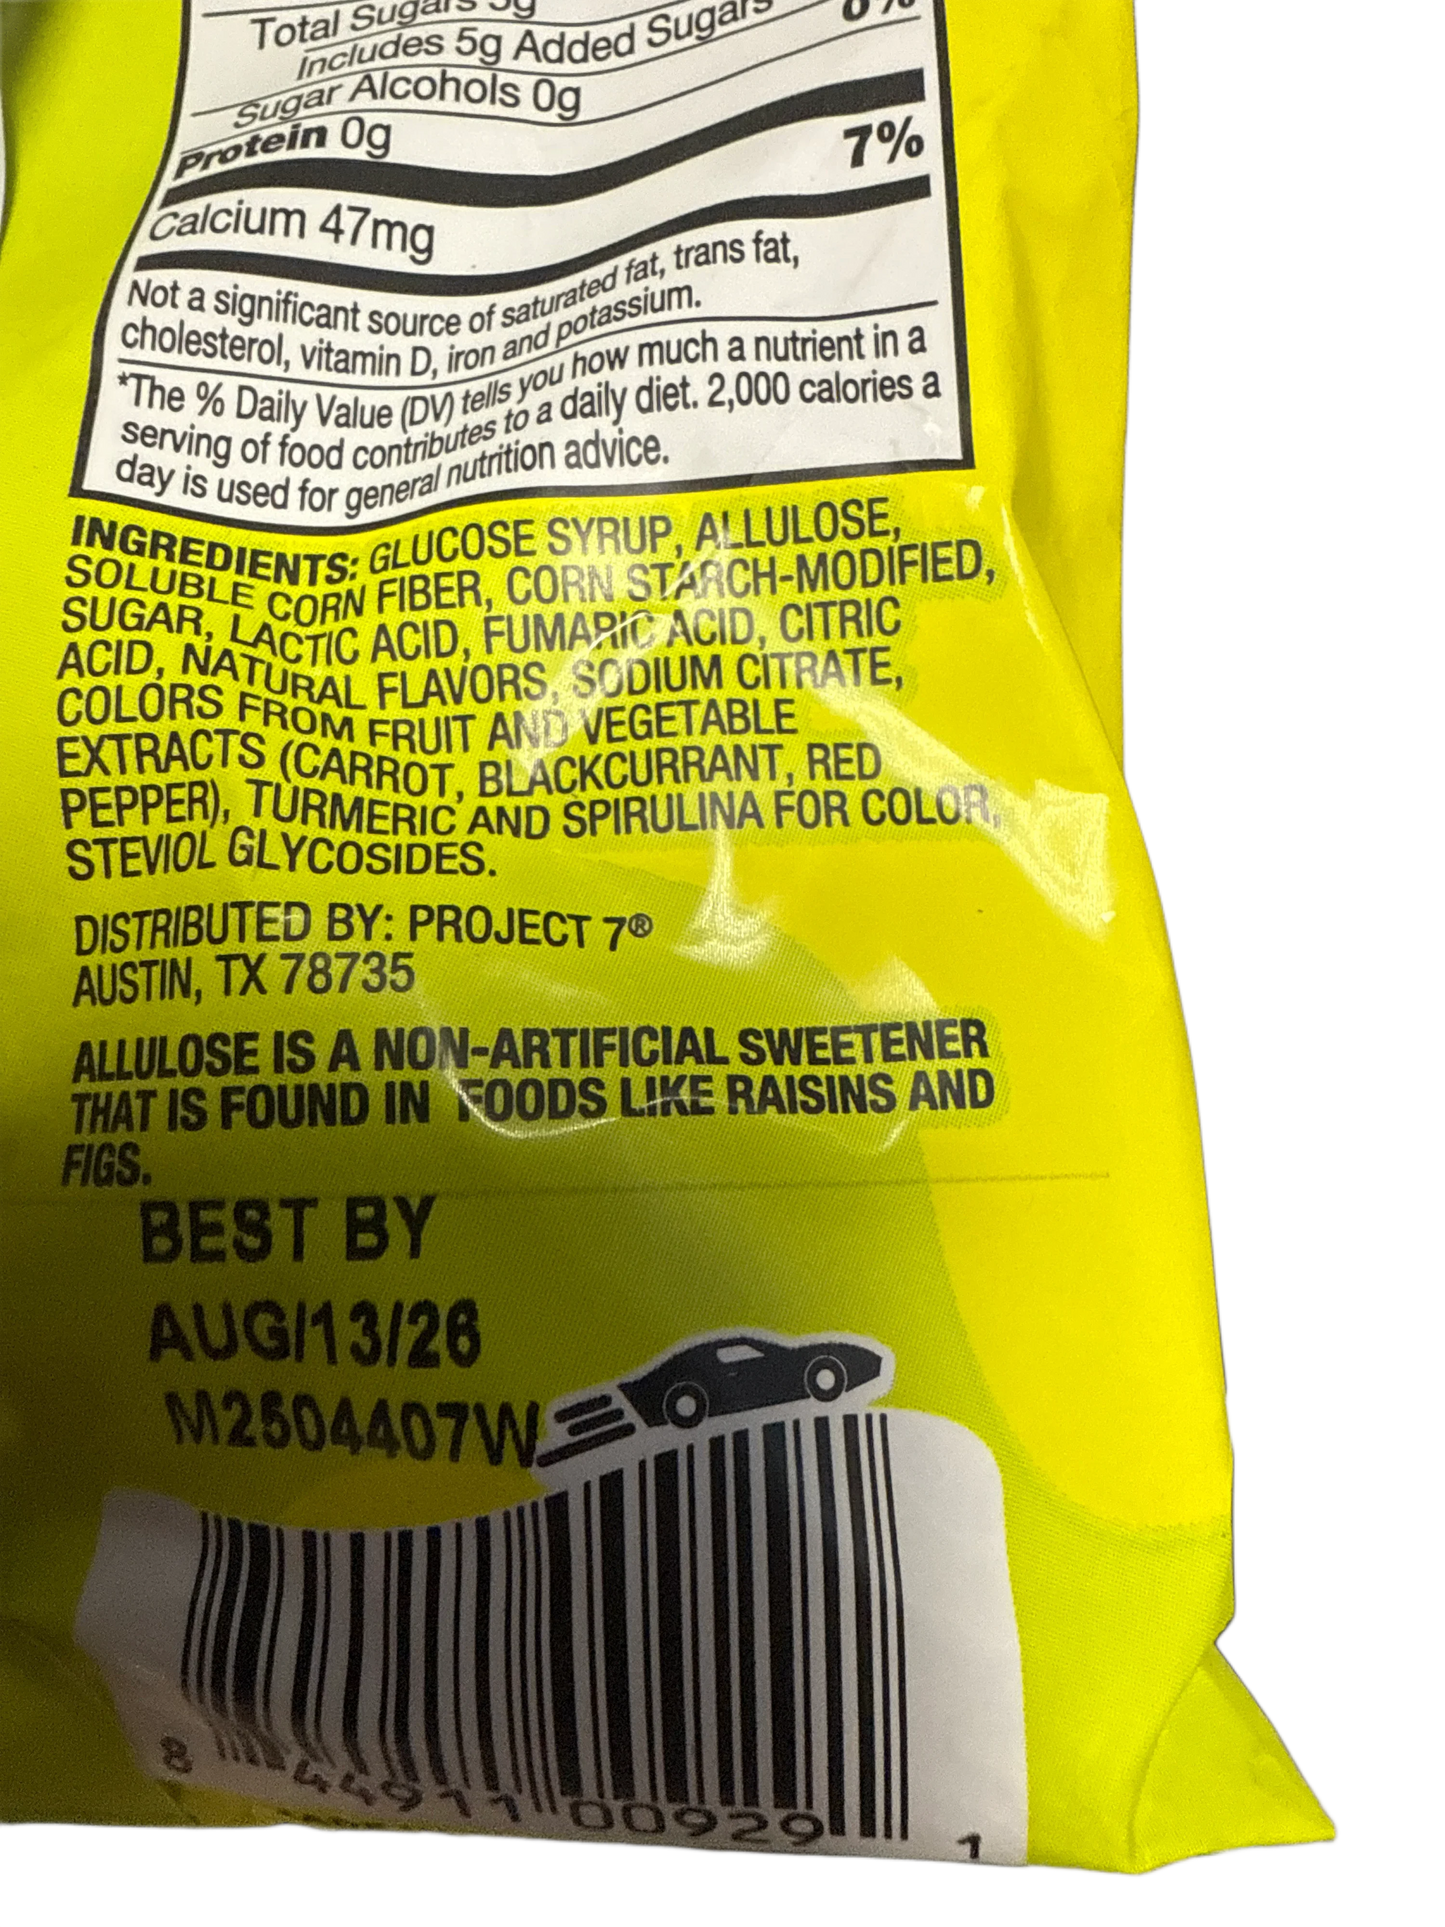 Total Sugars 5g
Includes 5g Added Sugars
Sugar Alcohols 0g
Protein 0g
7%
Calcium 47mg
Not a significant source of saturated fat, trans fat,
cholesterol, vitamin D, iron and potassium.
*The % Daily Value (DV) tells you how much a nutrient in a
serving of food contributes to a daily diet. 2,000 calories a
day is used for general nutrition advice.
INGREDIENTS: GLUCOSE SYRUP, ALLULOSE,
SOLUBLE CORN FIBER, CORN STARCH-MODIFIED,
SUGAR, LACTIC ACID, FUMARIC ACID, CITRIC
ACID, NATURAL FLAVORS, SODIUM CITRATE,
COLORS FROM FRUIT AND VEGETABLE
EXTRACTS (CARROT, BLACKCURRANT, RED
PEPPER), TURMERIC AND SPIRULINA FOR COLOR,
STEVIOL GLYCOSIDES.
DISTRIBUTED BY: PROJECT 7®
AUSTIN, TX 78735
ALLULOSE IS A NON-ARTIFICIAL SWEETENER
THAT IS FOUND IN FOODS LIKE RAISINS AND
FIGS.
BEST BY
AUG/13/26
M2504407W
8 44911 00929 1